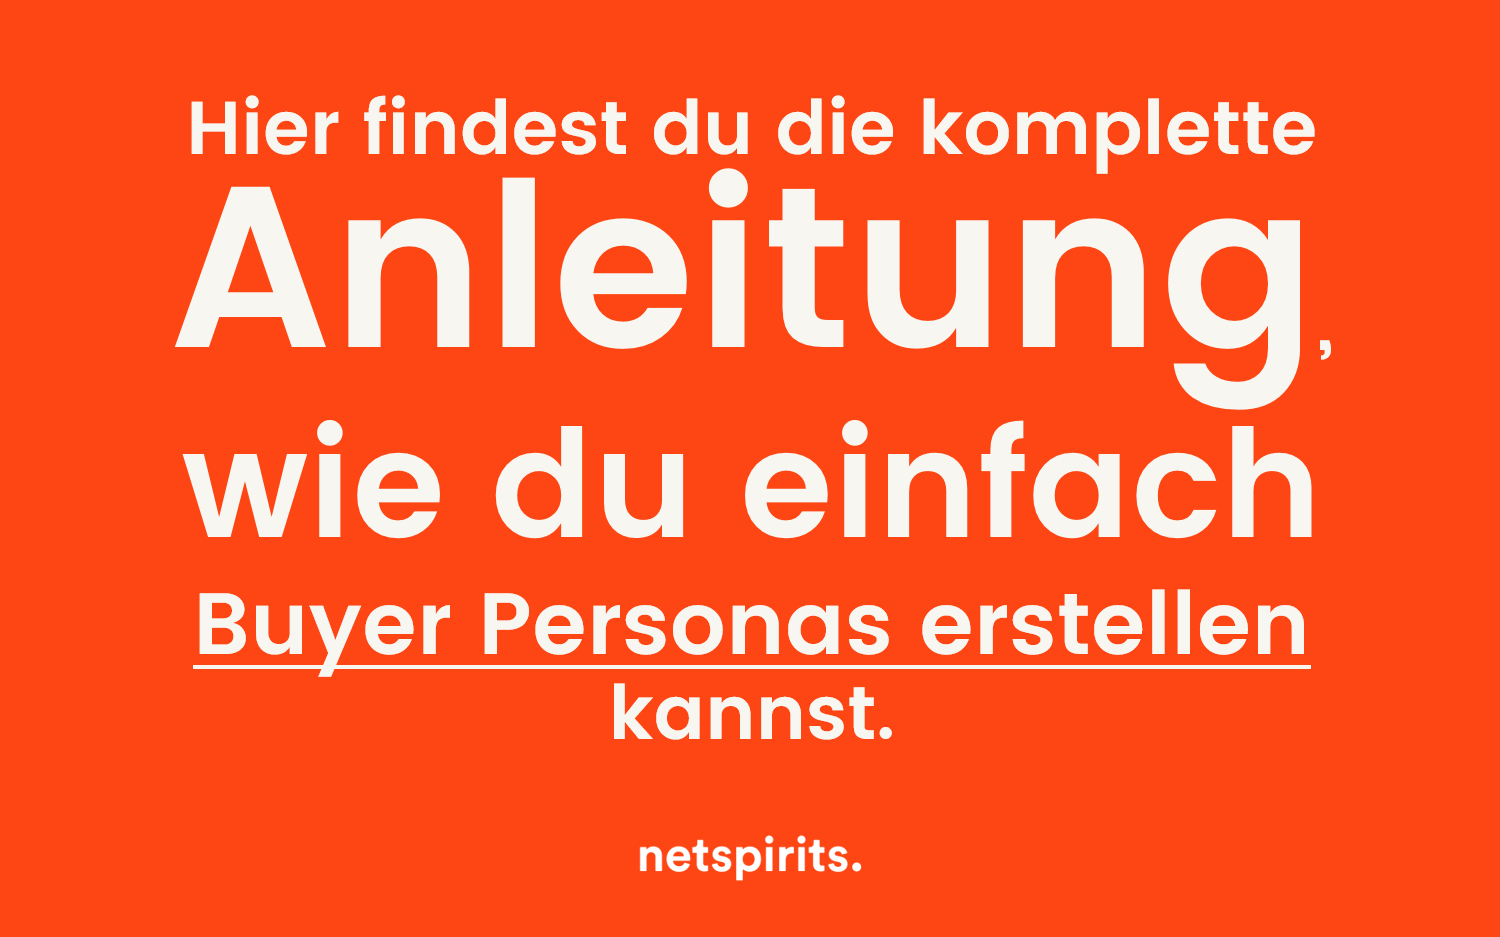 Hier findest du die komplette
Anleitung,
wie du einfach
Buyer Personas erstellen
kannst.
netspirits.